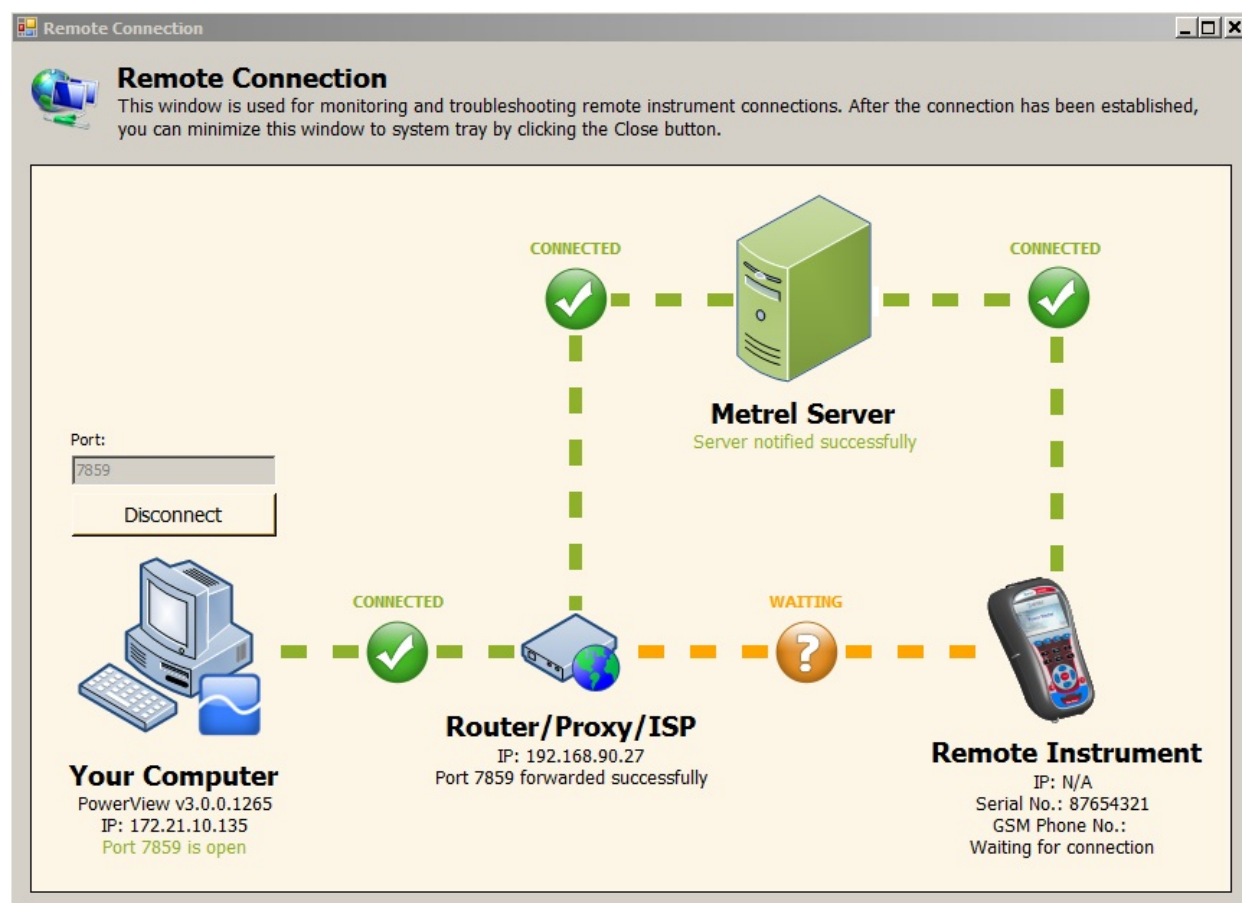 Remote Connection
Remote Connection
This window is used for monitoring and troubleshooting remote instrument connections. After the connection has been established,
you can minimize this window to system tray by clicking the Close button.
CONNECTED
CONNECTED
Metrel Server
Server notified successfully
Port:
7859
Disconnect
CONNECTED
WAITING
Router/Proxy/ISP
IP: 192.168.90.27
Port 7859 forwarded successfully
Your Computer
PowerView v3.0.0.1265
IP: 172.21.10.135
Port 7859 is open
Remote Instrument
IP: N/A
Serial No.: 87654321
GSM Phone No.:
Waiting for connection